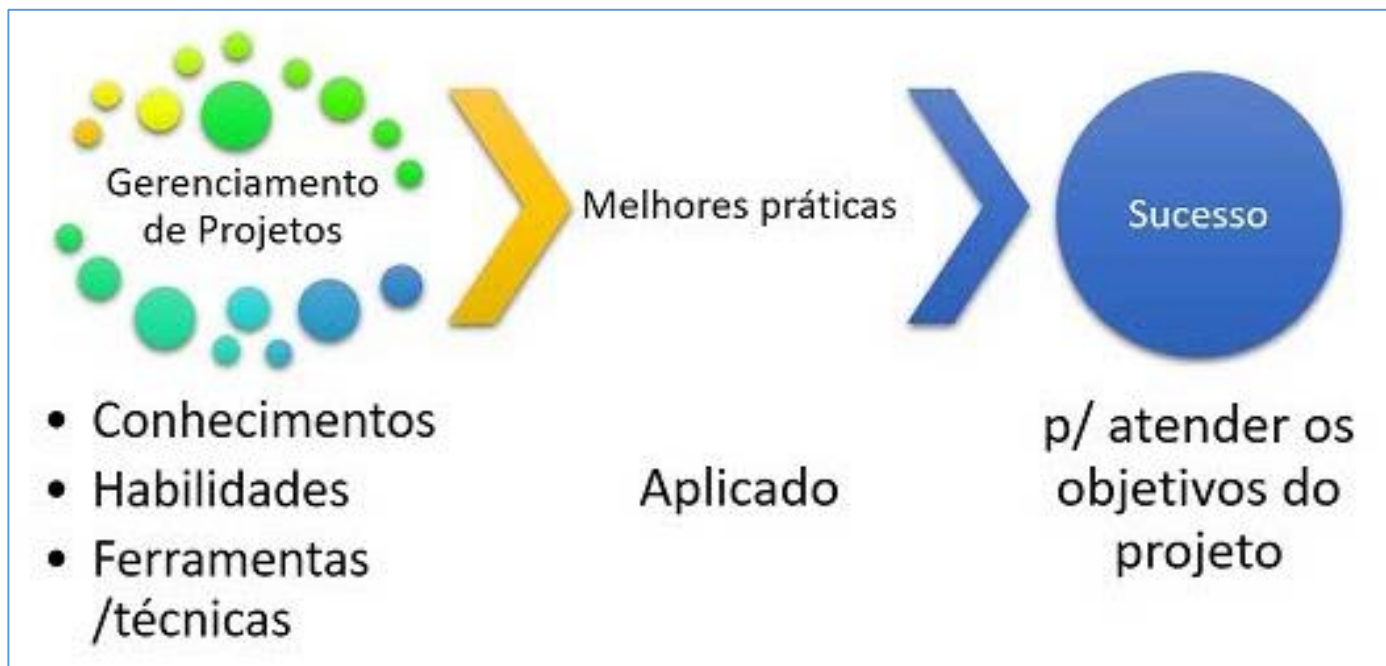 Gerenciamento
de Projetos
Melhores práticas
Sucesso
• Conhecimentos
• Habilidades
• Ferramentas
/técnicas
Aplicado
p/ atender os
objetivos do
projeto